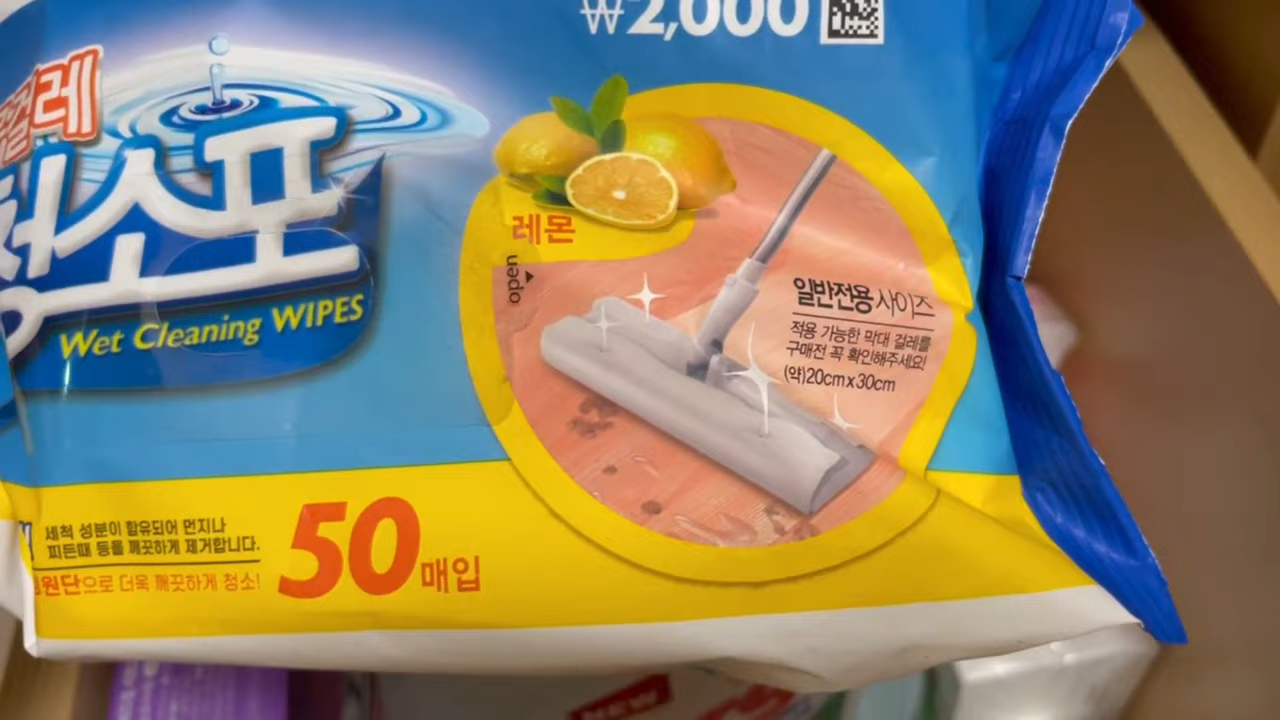 ₩2,000
걸레
청소포
Wet Cleaning WIPES
레몬
open
일반전용 사이즈
적용 가능한 막대 걸레를
구매전 꼭 확인해주세요!
(약)20cm x 30cm
세척 성분이 함유되어 먼지나
찌든때 등을 깨끗하게 제거합니다.
원단으로 더욱 깨끗하게 청소!
50매입
NEW